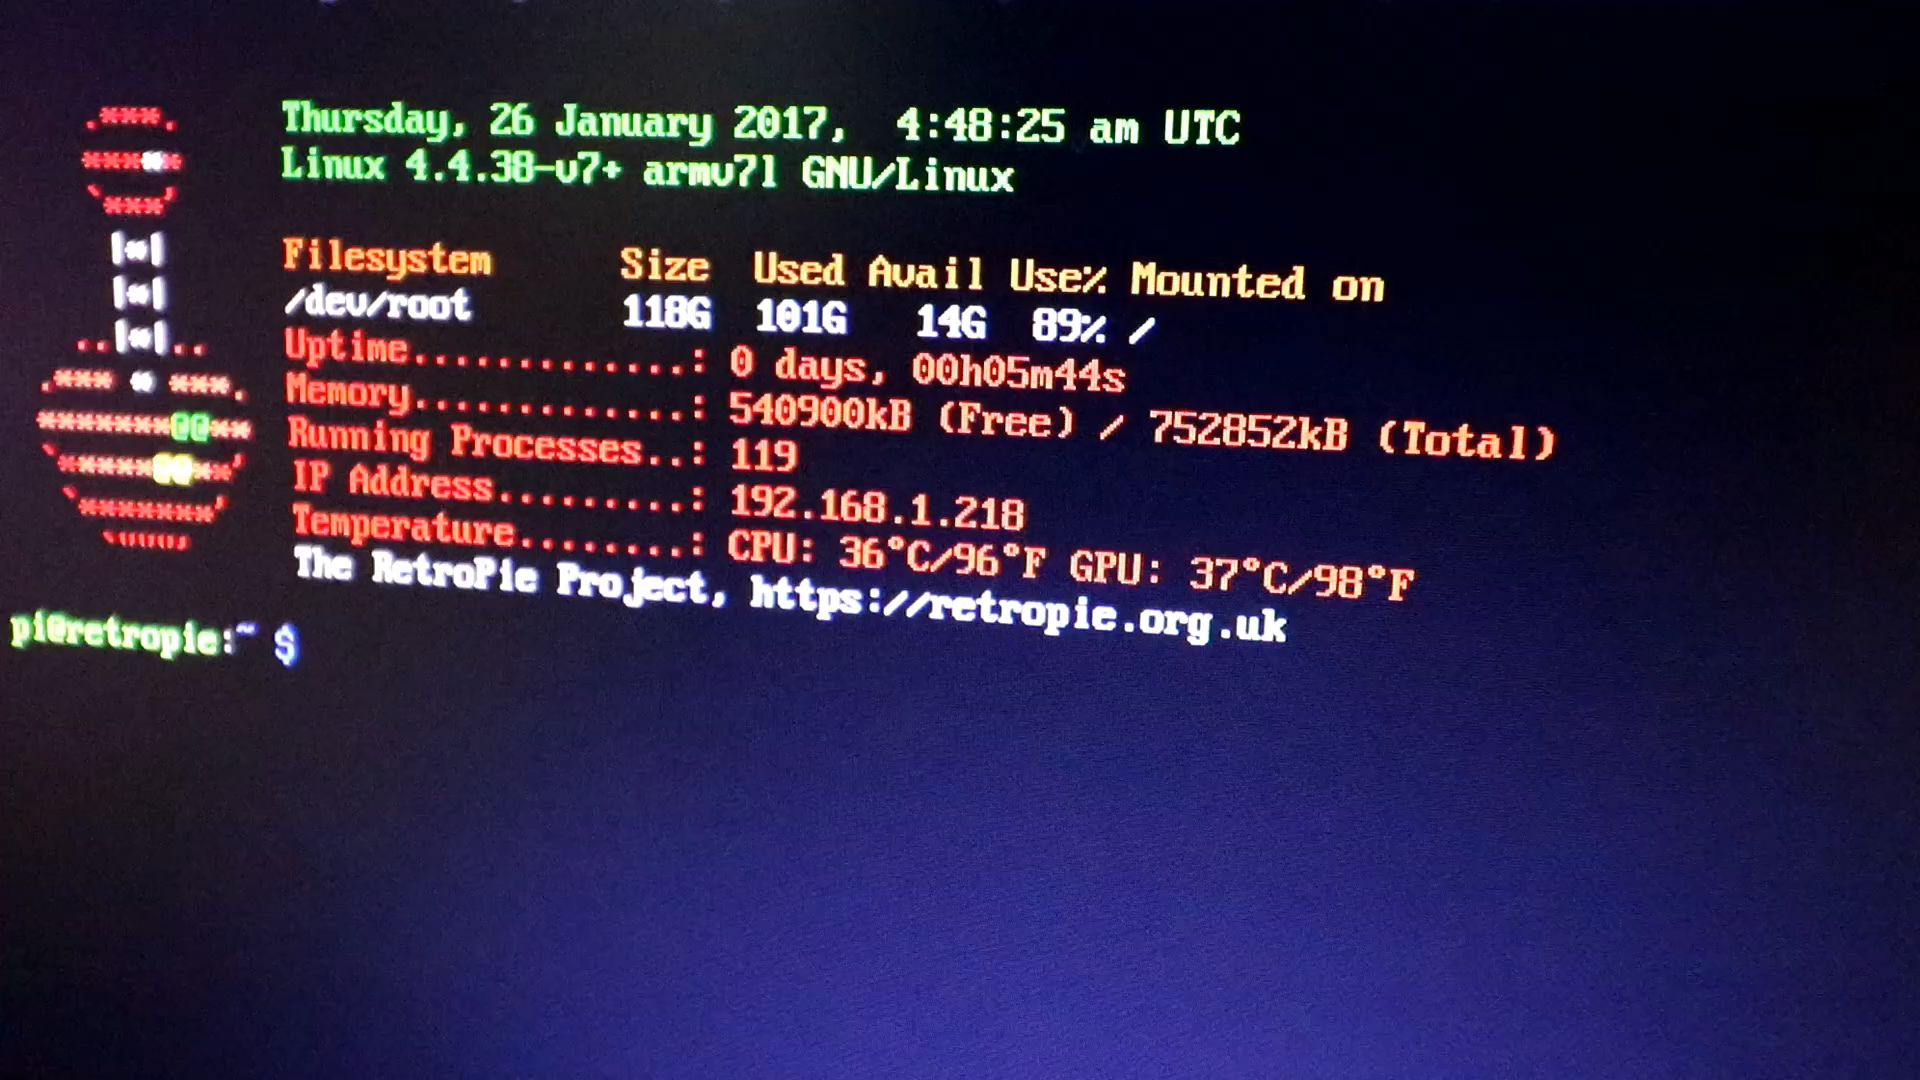 Thursday, 26 January 2017,  4:48:25 am UTC
Linux 4.4.38-v7+ armv7l GNU/Linux
Filesystem      Size  Used Avail Use% Mounted on
/dev/root       118G  101G   14G  89% /
Uptime.............: 0 days, 00h05m44s
Memory.............: 540900kB (Free) / 752852kB (Total)
Running Processes..: 119
IP Address.........: 192.168.1.218
Temperature........: CPU: 36°C/96°F GPU: 37°C/98°F
The RetroPie Project, https://retropie.org.uk
pi@retropie:~ $